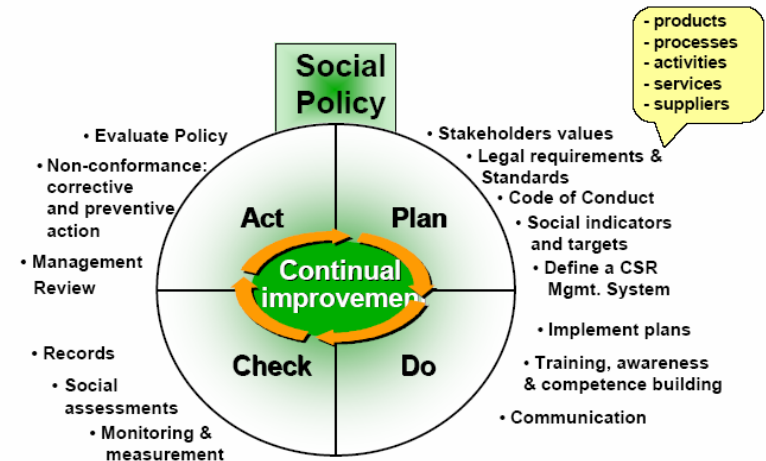 Social
Policy
- products
- processes
- activities
- services
- suppliers
• Evaluate Policy
• Non-conformance:
corrective
and preventive
action
• Management
Review
• Stakeholders values
• Legal requirements &
Standards
• Code of Conduct
• Social indicators
and targets
• Define a CSR
Mgmt. System
Act
Plan
Continual
improvement
Check
Do
• Records
• Social
assessments
• Monitoring &
measurement
• Implement plans
• Training, awareness
& competence building
• Communication